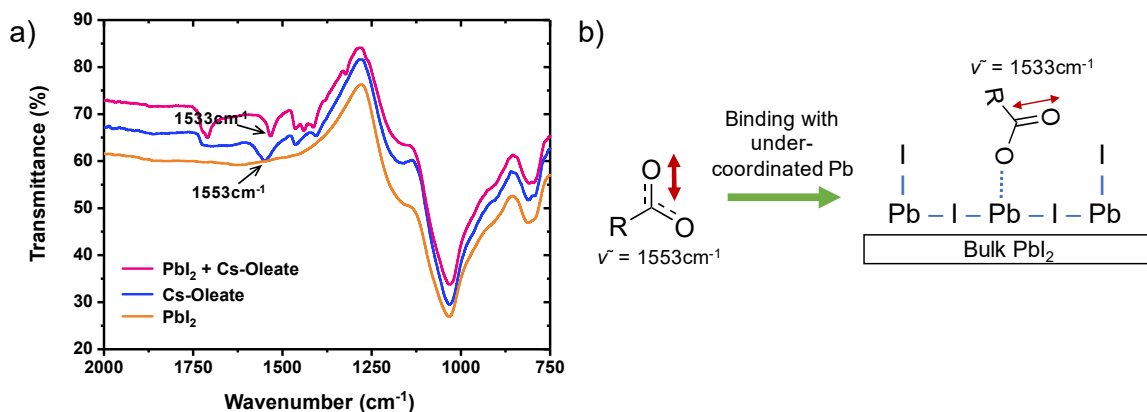 a)
90
80
70
60
50
40
30
20
Transmittance (%)
1533cm⁻¹
1553cm⁻¹
PbI₂ + Cs-Oleate
Cs-Oleate
PbI₂
2000 1750 1500 1250 1000 750
Wavenumber (cm⁻¹)
b)
R
O
O
ν˜ = 1553cm⁻¹
Binding with
under-
coordinated Pb
ν˜ = 1533cm⁻¹
R
O
O
I I
Pb – I – Pb – I – Pb
Bulk PbI₂